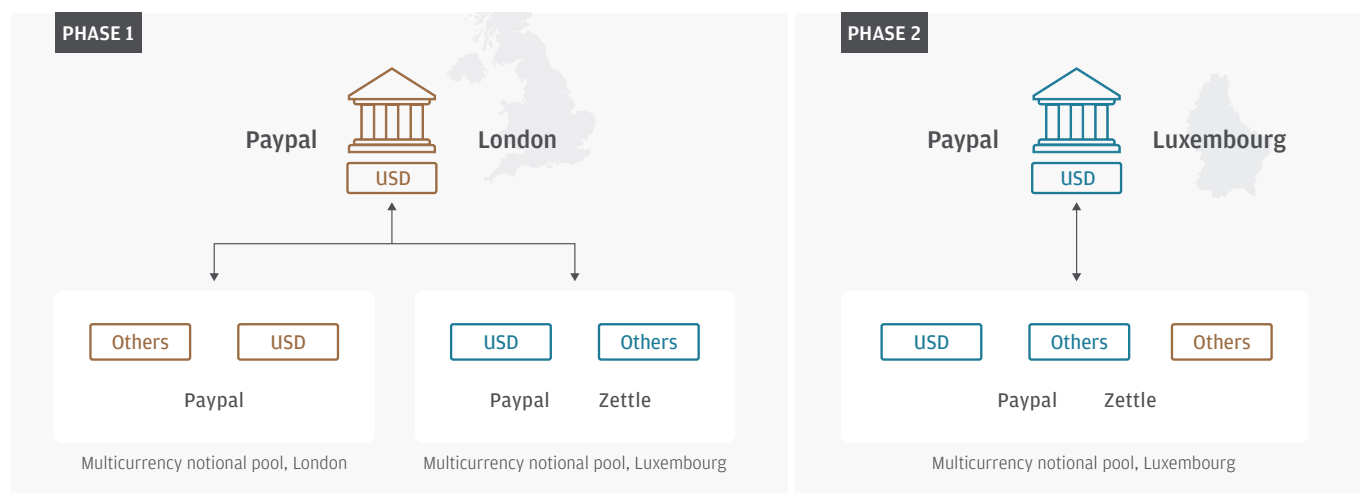 PHASE 1
Paypal
London
USD
Others
USD
Paypal
Multicurrency notional pool, London
USD
Others
Paypal
Zettle
Multicurrency notional pool, Luxembourg
PHASE 2
Paypal
Luxembourg
USD
USD
Others
Others
Paypal
Zettle
Multicurrency notional pool, Luxembourg